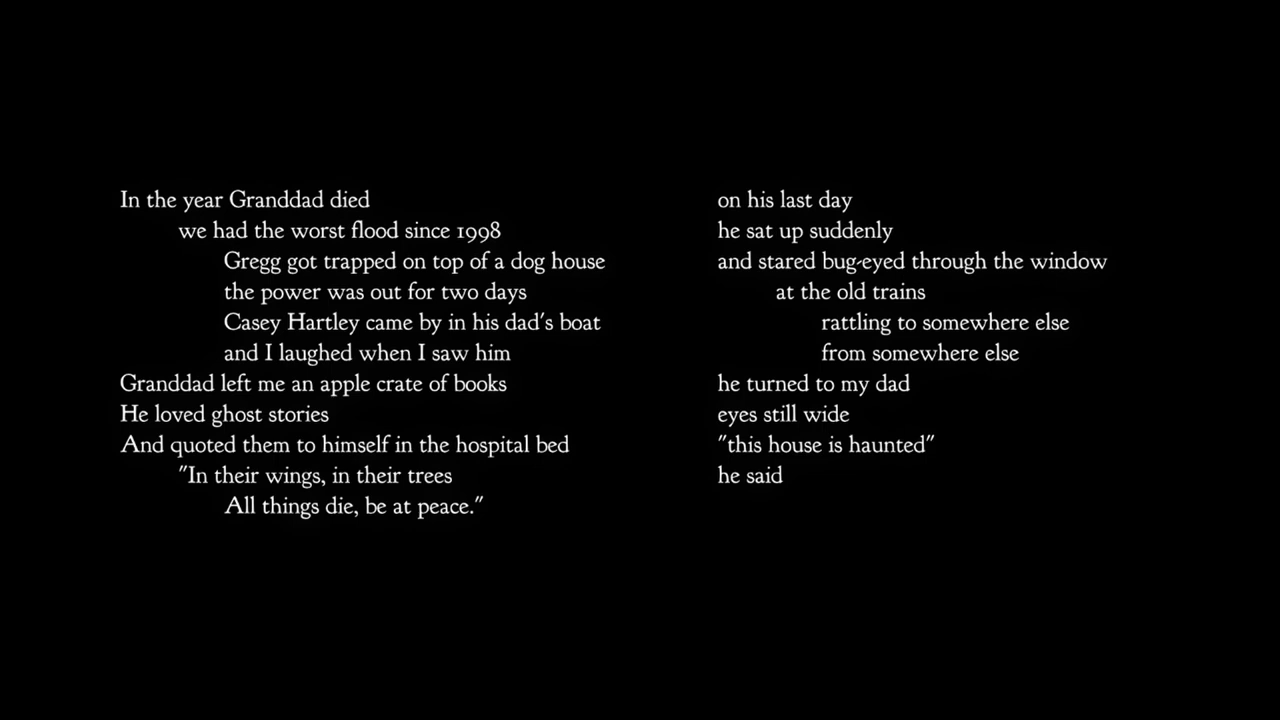 In the year Granddad died
we had the worst flood since 1998
Gregg got trapped on top of a dog house
the power was out for two days
Casey Hartley came by in his dad's boat
and I laughed when I saw him
Granddad left me an apple crate of books
He loved ghost stories
And quoted them to himself in the hospital bed
"In their wings, in their trees
All things die, be at peace."
on his last day
he sat up suddenly
and stared bug-eyed through the window
at the old trains
rattling to somewhere else
from somewhere else
he turned to my dad
eyes still wide
"this house is haunted"
he said